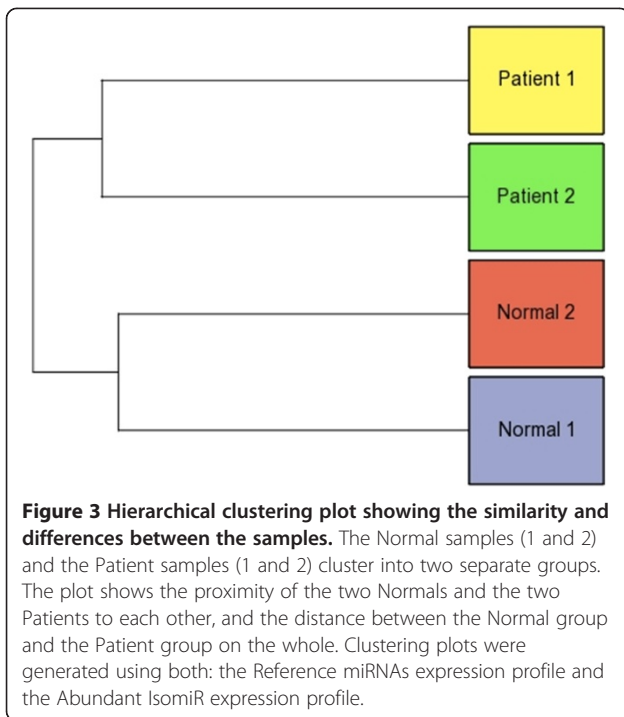 Patient 1
Patient 2
Normal 2
Normal 1
Figure 3 Hierarchical clustering plot showing the similarity and
differences between the samples. The Normal samples (1 and 2)
and the Patient samples (1 and 2) cluster into two separate groups.
The plot shows the proximity of the two Normals and the two
Patients to each other, and the distance between the Normal group
and the Patient group on the whole. Clustering plots were
generated using both: the Reference miRNAs expression profile and
the Abundant IsomiR expression profile.